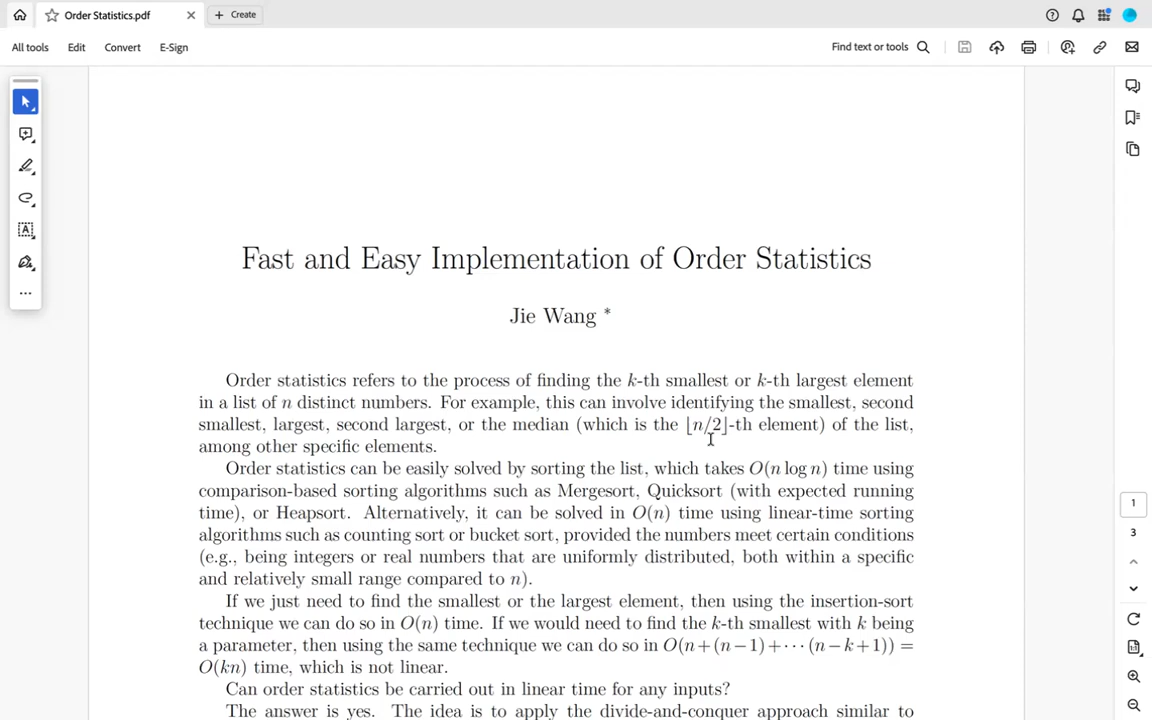 Order Statistics.pdf
Create
All tools Edit Convert E-Sign
Find text or tools
Fast and Easy Implementation of Order Statistics
Jie Wang *
Order statistics refers to the process of finding the k-th smallest or k-th largest element
in a list of n distinct numbers. For example, this can involve identifying the smallest, second
smallest, largest, second largest, or the median (which is the ⌊n/2⌋-th element) of the list,
among other specific elements.
Order statistics can be easily solved by sorting the list, which takes O(n log n) time using
comparison-based sorting algorithms such as Mergesort, Quicksort (with expected running
time), or Heapsort. Alternatively, it can be solved in O(n) time using linear-time sorting
algorithms such as counting sort or bucket sort, provided the numbers meet certain conditions
(e.g., being integers or real numbers that are uniformly distributed, both within a specific
and relatively small range compared to n).
If we just need to find the smallest or the largest element, then using the insertion-sort
technique we can do so in O(n) time. If we would need to find the k-th smallest with k being
a parameter, then using the same technique we can do so in O(n+(n−1)+⋯(n−k+1)) =
O(kn) time, which is not linear.
Can order statistics be carried out in linear time for any inputs?
The answer is yes. The idea is to apply the divide-and-conquer approach similar to
1
3